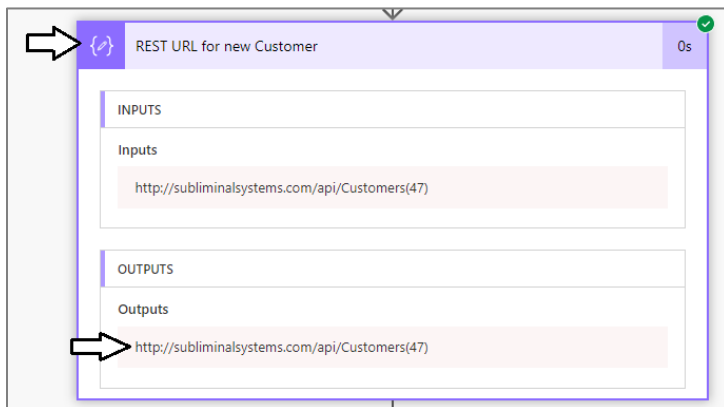 REST URL for new Customer 0s
INPUTS
Inputs
http://subliminalsystems.com/api/Customers(47)
OUTPUTS
Outputs
http://subliminalsystems.com/api/Customers(47)